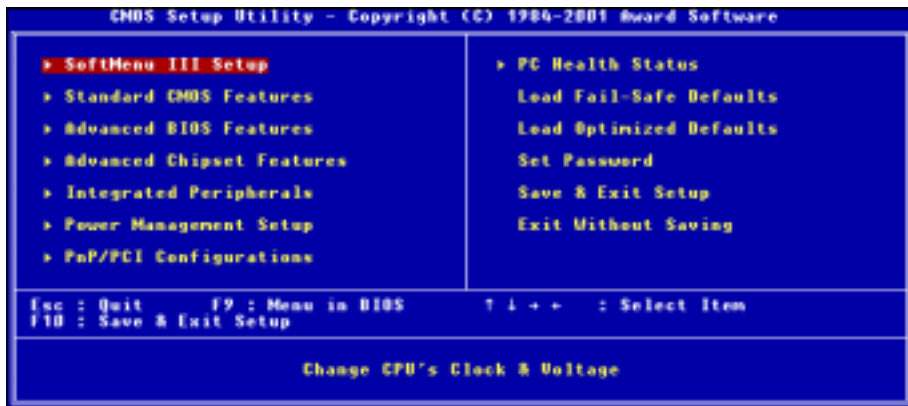 CMOS Setup Utility - Copyright (C) 1984-2001 Award Software
▸ SoftMenu III Setup
▸ Standard CMOS Features
▸ Advanced BIOS Features
▸ Advanced Chipset Features
▸ Integrated Peripherals
▸ Power Management Setup
▸ PnP/PCI Configurations
▸ PC Health Status
Load Fail-Safe Defaults
Load Optimized Defaults
Set Password
Save & Exit Setup
Exit Without Saving
Esc : Quit F9 : Menu in BIOS ↑ ↓ → ← : Select Item
F10 : Save & Exit Setup
Change CPU's Clock & Voltage